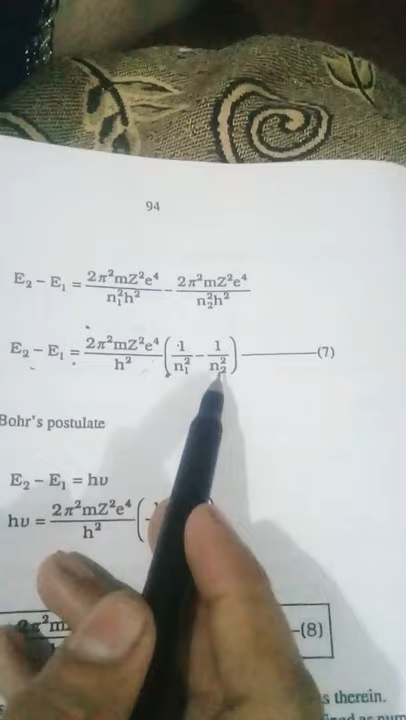 94
E₂ − E₁ = 2π²mZ²e⁴/n₁²h² − 2π²mZ²e⁴/n₂²h²
E₂ − E₁ = 2π²mZ²e⁴/h² (1/n₁² − 1/n₂²) ——— (7)
Bohr's postulate
E₂ − E₁ = hυ
hυ = 2π²mZ²e⁴/h² (
2π²m –(8)
s therein.